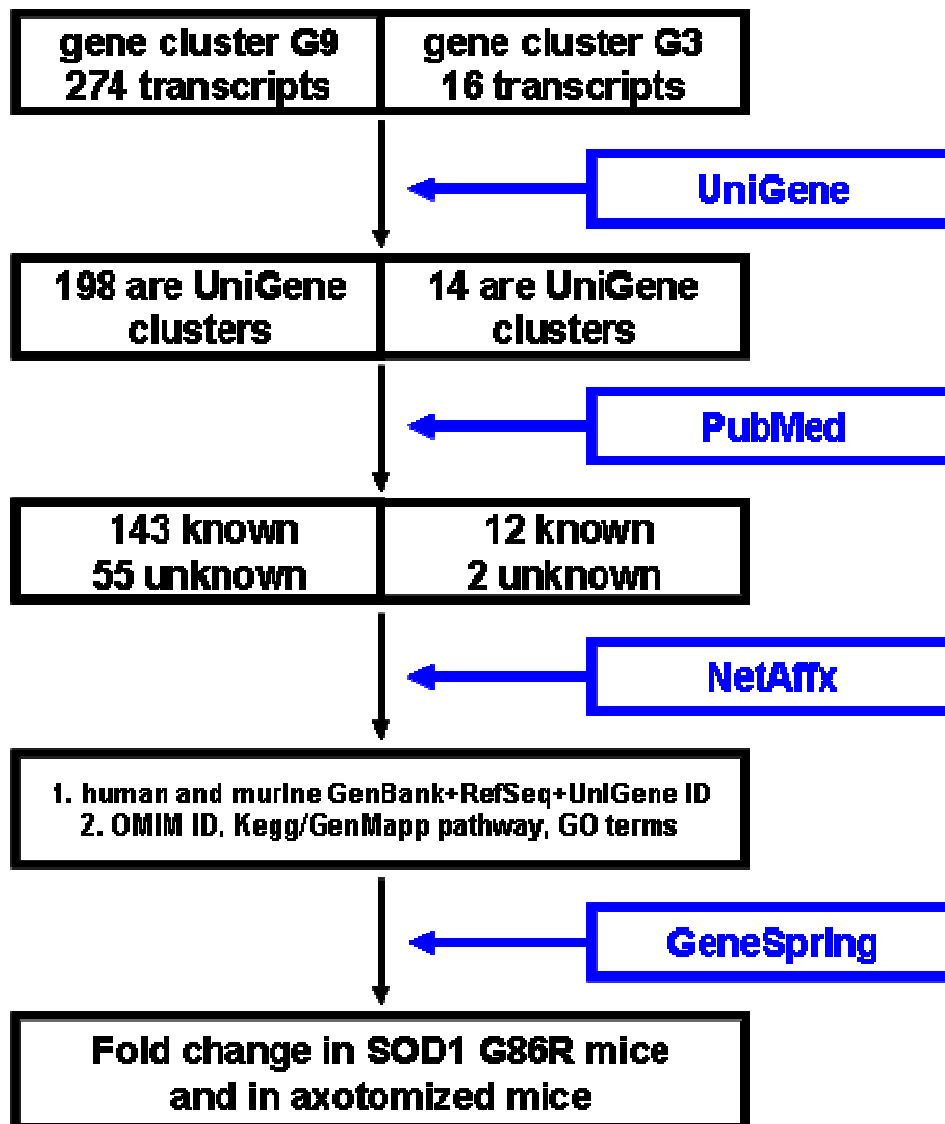 gene cluster G9
274 transcripts
gene cluster G3
16 transcripts
UniGene
198 are UniGene
clusters
14 are UniGene
clusters
PubMed
143 known
55 unknown
12 known
2 unknown
NetAffx
1. human and murine GenBank+RefSeq+UniGene ID
2. OMIM ID, Kegg/GenMapp pathway, GO terms
GeneSpring
Fold change in SOD1 G86R mice
and in axotomized mice